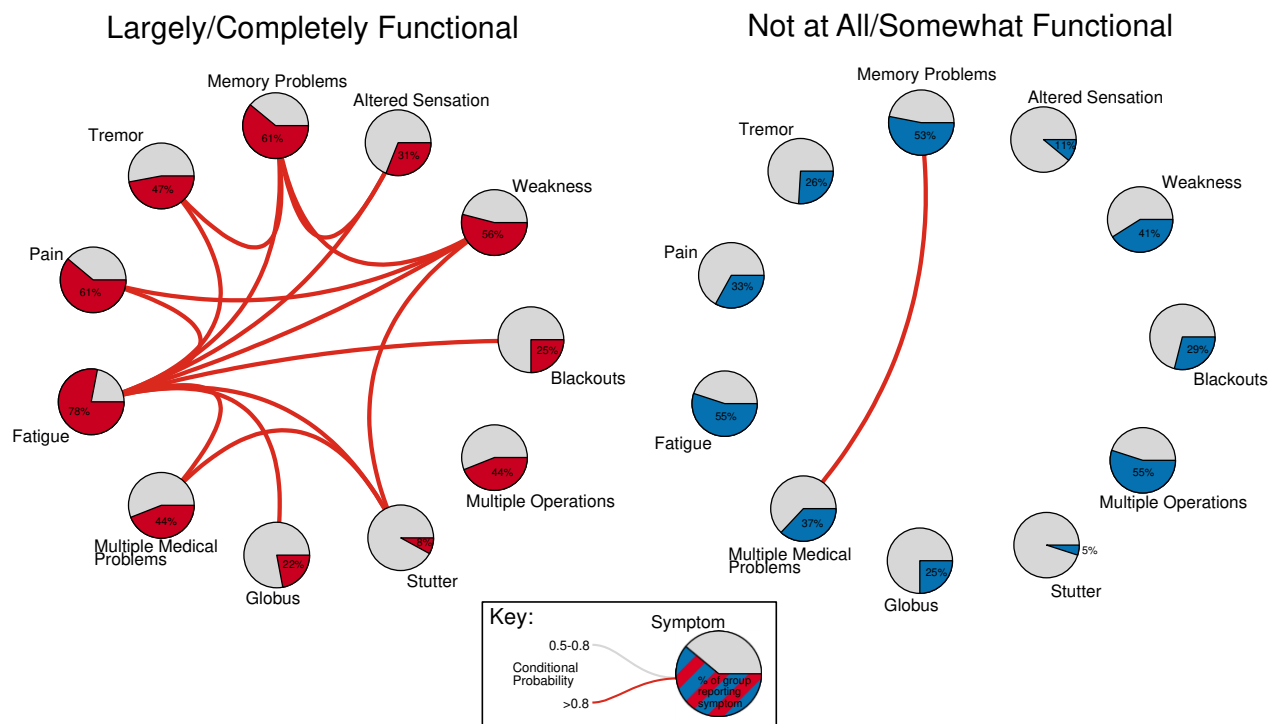 Largely/Completely Functional
Memory Problems
61%
Altered Sensation
31%
Tremor
47%
Weakness
56%
Pain
61%
25%
Blackouts
78%
Fatigue
44%
Multiple Operations
44%
Multiple Medical
Problems
22%
Globus
8%
Stutter
Not at All/Somewhat Functional
Memory Problems
53%
Altered Sensation
11%
Tremor
26%
Weakness
41%
Pain
33%
29%
Blackouts
55%
Fatigue
55%
Multiple Operations
37%
Multiple Medical
Problems
25%
Globus
5%
Stutter
Key:
Symptom
0.5-0.8
Conditional
Probability
>0.8
% of group
reporting
symptom